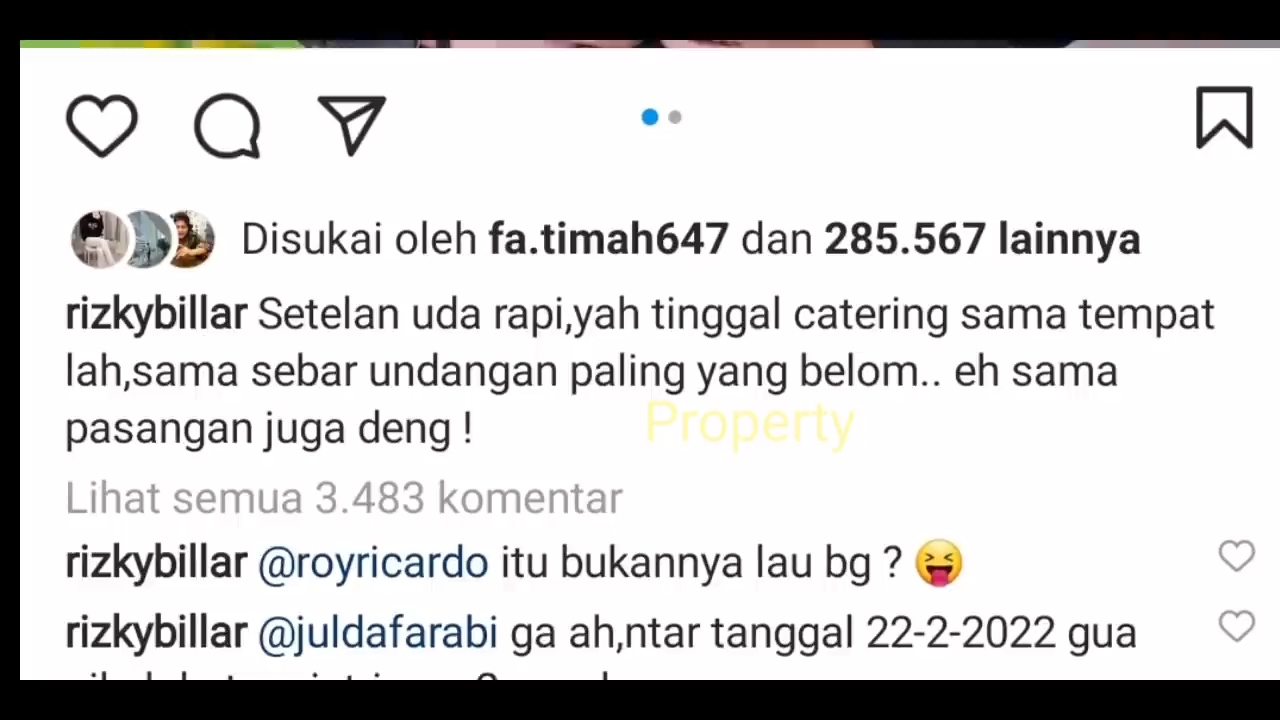 Disukai oleh fa.timah647 dan 285.567 lainnya
rizkybillar Setelan uda rapi,yah tinggal catering sama tempat
lah,sama sebar undangan paling yang belom.. eh sama
pasangan juga deng !
Property
Lihat semua 3.483 komentar
rizkybillar @royricardo itu bukannya lau bg ? 😝
rizkybillar @juldafarabi ga ah,ntar tanggal 22-2-2022 gua